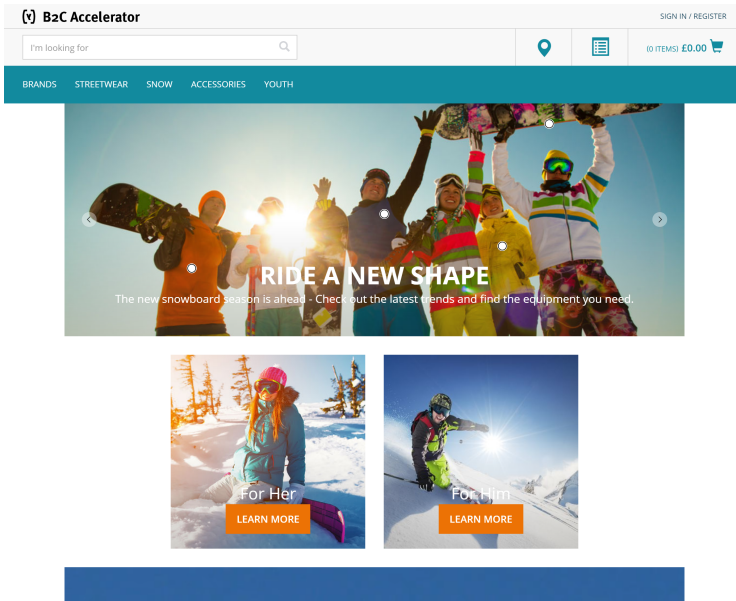 (y) B2C Accelerator
SIGN IN / REGISTER
I'm looking for
(0 ITEMS) £0.00
BRANDS STREETWEAR SNOW ACCESSORIES YOUTH
RIDE A NEW SHAPE
The new snowboard season is ahead - Check out the latest trends and find the equipment you need.
For Her
LEARN MORE
For Him
LEARN MORE